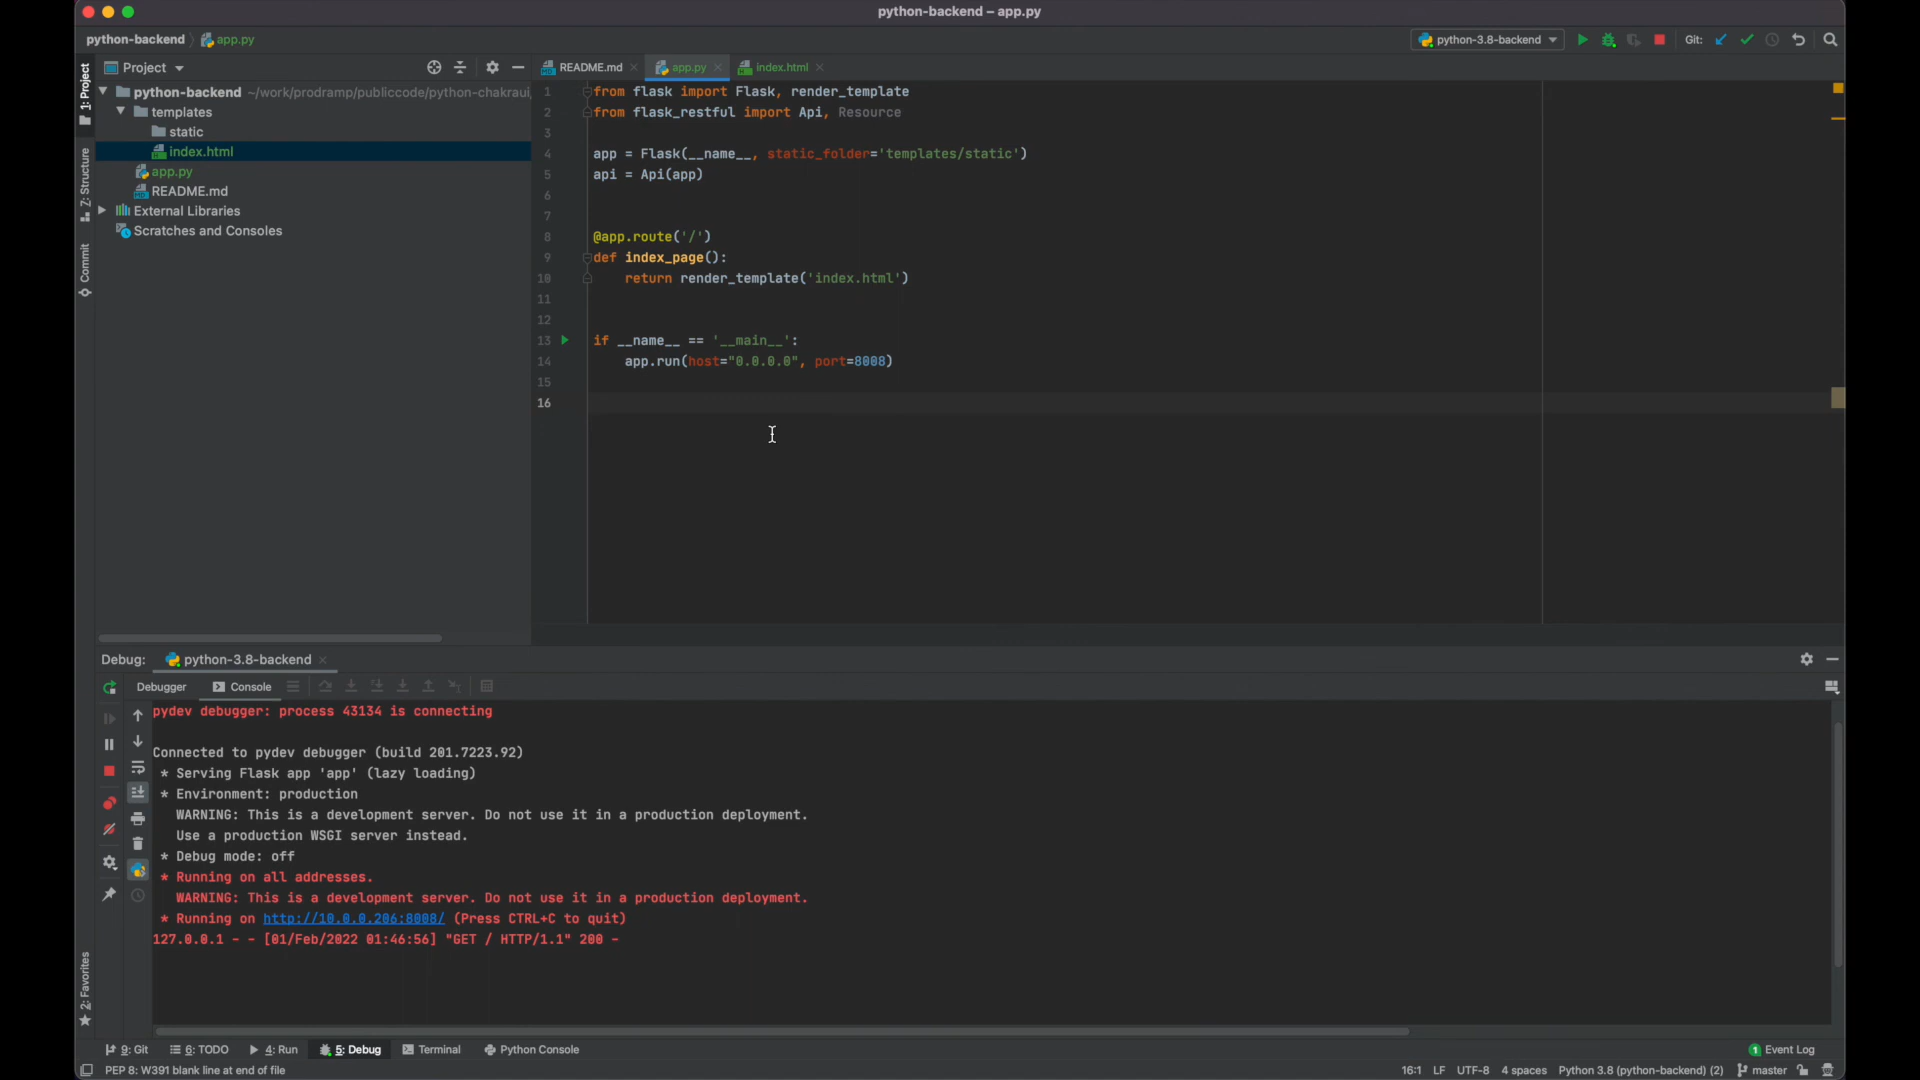 python-backend – app.py
python-backend
app.py
python-3.8-backend
Git:
1: Project
Project
README.md
app.py
index.html
python-backend ~/work/prodramp/publiccode/python-chakraui,
templates
static
index.html
app.py
README.md
External Libraries
Scratches and Consoles
Z: Structure
Commit
1 from flask import Flask, render_template
2 from flask_restful import Api, Resource
3
4 app = Flask(__name__, static_folder='templates/static')
5 api = Api(app)
6
7
8 @app.route('/')
9 def index_page():
10 return render_template('index.html')
11
12
13 if __name__ == '__main__':
14 app.run(host="0.0.0.0", port=8008)
15
16
Debug: python-3.8-backend
Debugger Console
pydev debugger: process 43134 is connecting
Connected to pydev debugger (build 201.7223.92)
* Serving Flask app 'app' (lazy loading)
* Environment: production
WARNING: This is a development server. Do not use it in a production deployment.
Use a production WSGI server instead.
* Debug mode: off
* Running on all addresses.
WARNING: This is a development server. Do not use it in a production deployment.
* Running on http://10.0.0.206:8008/ (Press CTRL+C to quit)
127.0.0.1 - - [01/Feb/2022 01:46:56] "GET / HTTP/1.1" 200 -
2: Favorites
9: Git
6: TODO
4: Run
5: Debug
Terminal
Python Console
1 Event Log
PEP 8: W391 blank line at end of file
16:1 LF UTF-8 4 spaces Python 3.8 (python-backend) (2) master